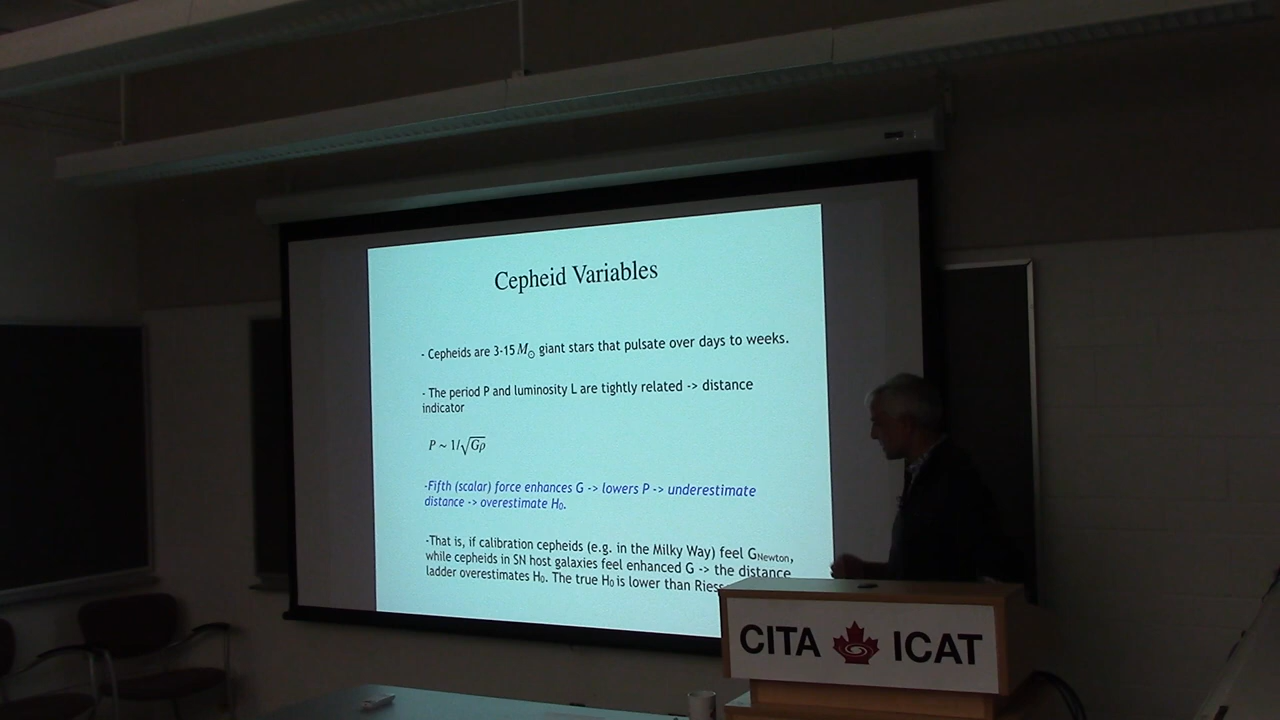 Cepheid Variables
- Cepheids are 3-15 M☉ giant stars that pulsate over days to weeks.
- The period P and luminosity L are tightly related -> distance
indicator
P ~ 1/√Gρ
-Fifth (scalar) force enhances G -> lowers P -> underestimate
distance -> overestimate H₀.
-That is, if calibration cepheids (e.g. in the Milky Way) feel G_Newton,
while cepheids in SN host galaxies feel enhanced G -> the distance
ladder overestimates H₀. The true H₀ is lower than
CITA ICAT